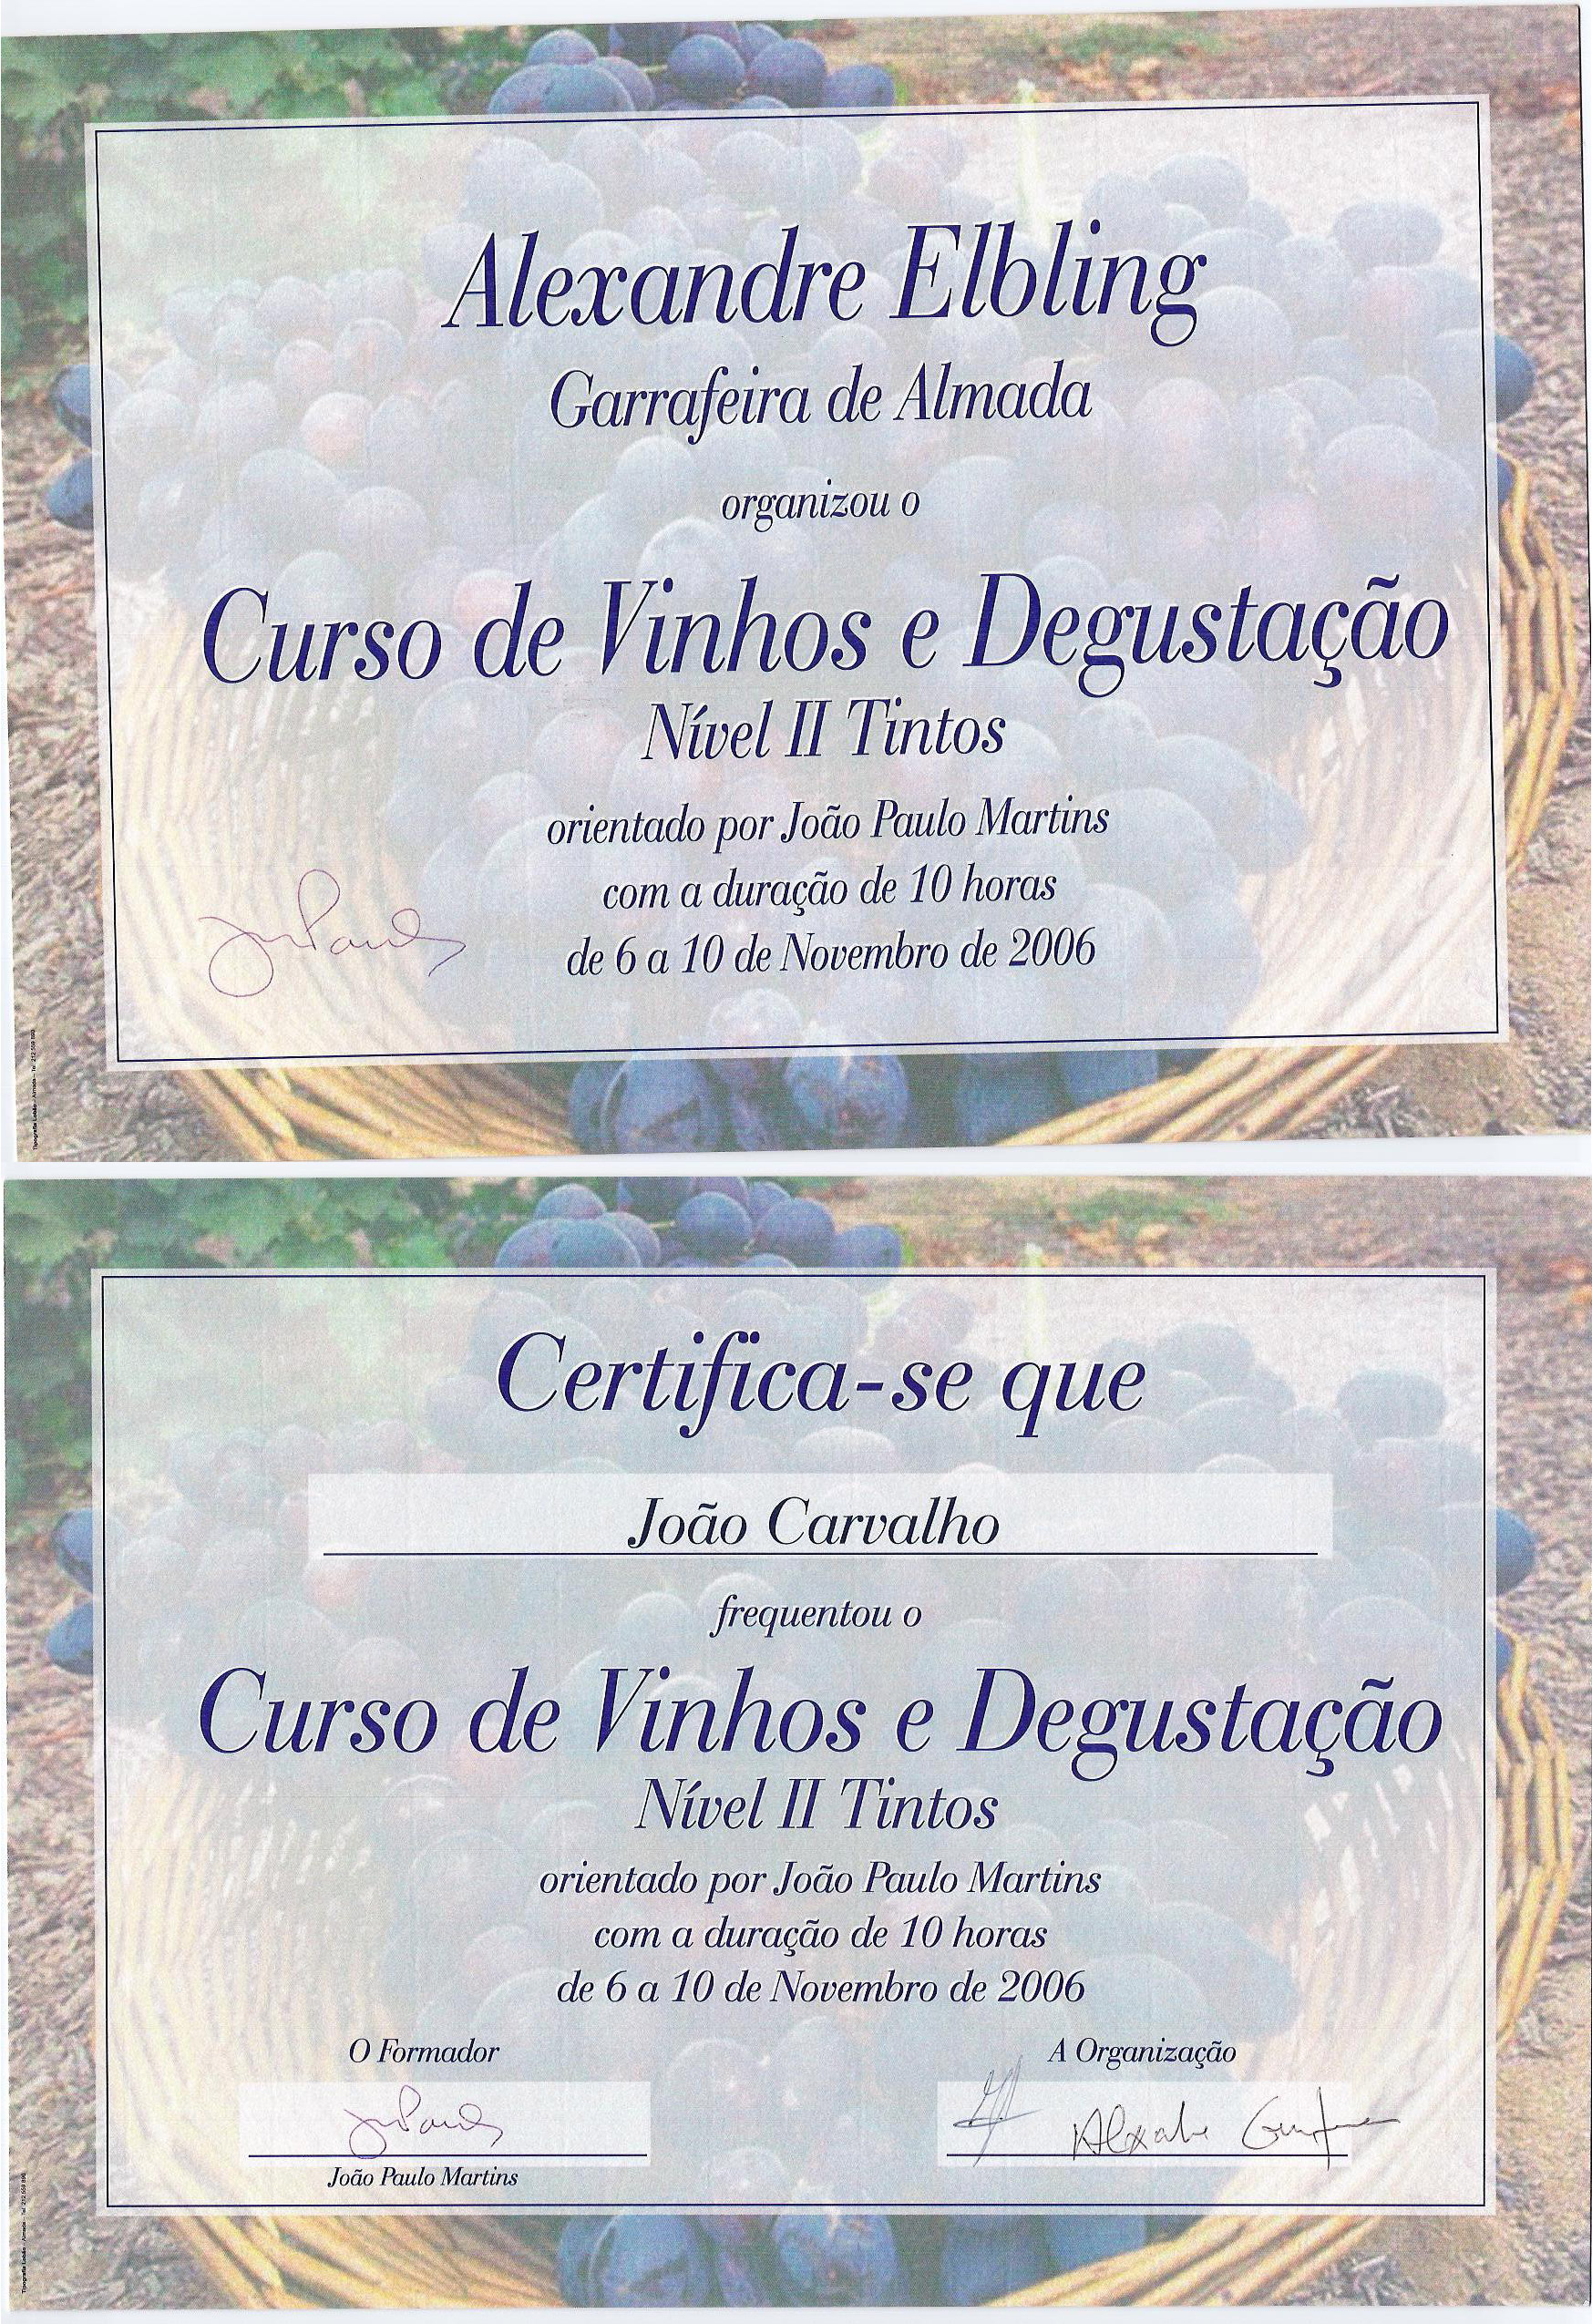 Alexandre Elbling
Garrafeira de Almada
organizou o
Curso de Vinhos e Degustação
Nível II Tintos
orientado por João Paulo Martins
com a duração de 10 horas
de 6 a 10 de Novembro de 2006
Certifica-se que
João Carvalho
frequentou o
Curso de Vinhos e Degustação
Nível II Tintos
orientado por João Paulo Martins
com a duração de 10 horas
de 6 a 10 de Novembro de 2006
O Formador
A Organização
João Paulo Martins